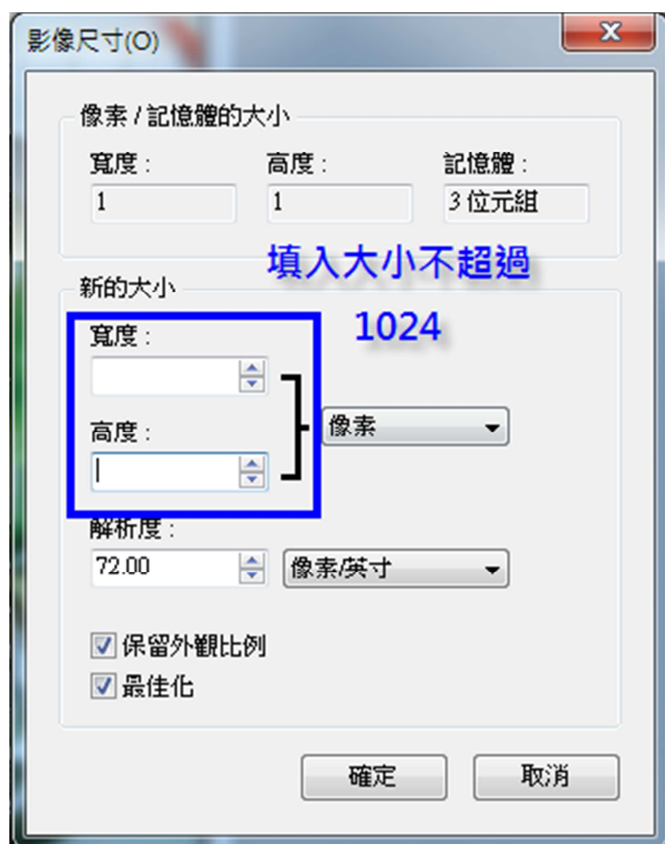 影像尺寸(O)
像素 / 記憶體的大小
寬度 : 高度 : 記憶體 :
1 1 3 位元組
填入大小不超過
1024
新的大小
寬度 :
像素
高度 :
解析度 :
72.00 像素/英寸
保留外觀比例
最佳化
確定 取消